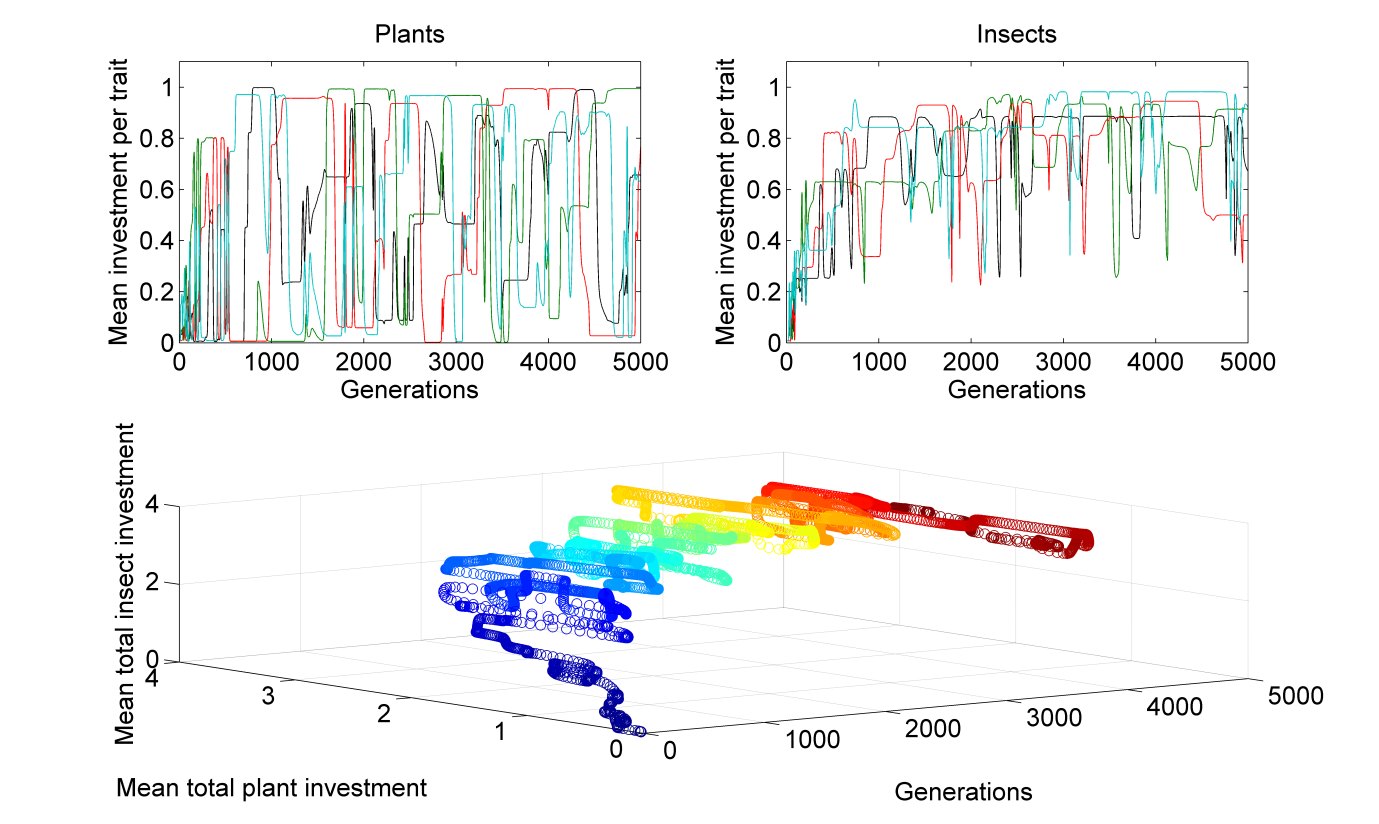 Plants
Mean investment per trait
1
0.8
0.6
0.4
0.2
0
0 1000 2000 3000 4000 5000
Generations
Insects
Mean investment per trait
1
0.8
0.6
0.4
0.2
0
0 1000 2000 3000 4000 5000
Generations
Mean total insect investment
4
2
0
4 3 2 1 0
Mean total plant investment
0 1000 2000 3000 4000 5000
Generations